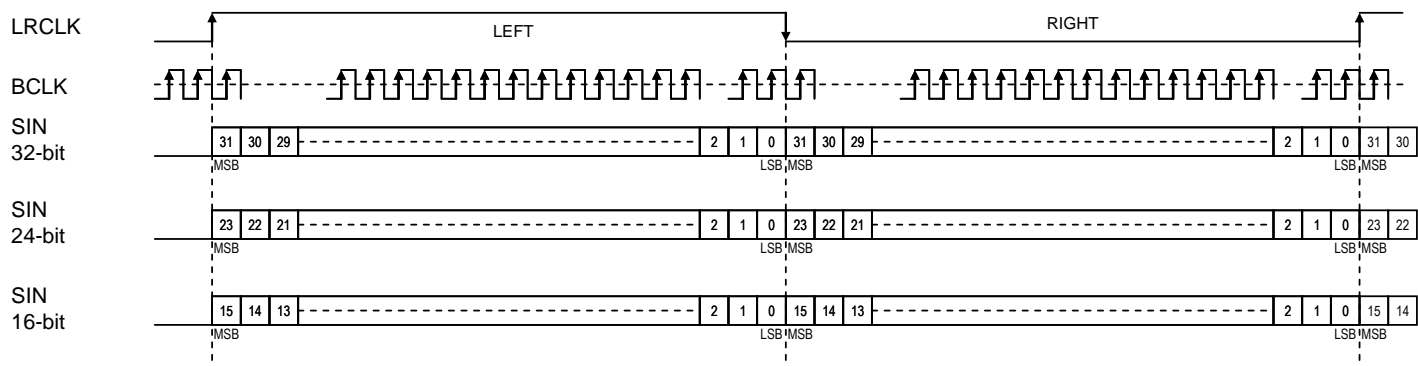 LRCLK LEFT RIGHT
BCLK
SIN
32-bit
31 30 29 2 1 0 31 30 29 2 1 0 31 30
MSB LSB MSB LSB MSB
SIN
24-bit
23 22 21 2 1 0 23 22 21 2 1 0 23 22
MSB LSB MSB LSB MSB
SIN
16-bit
15 14 13 2 1 0 15 14 13 2 1 0 15 14
MSB LSB MSB LSB MSB